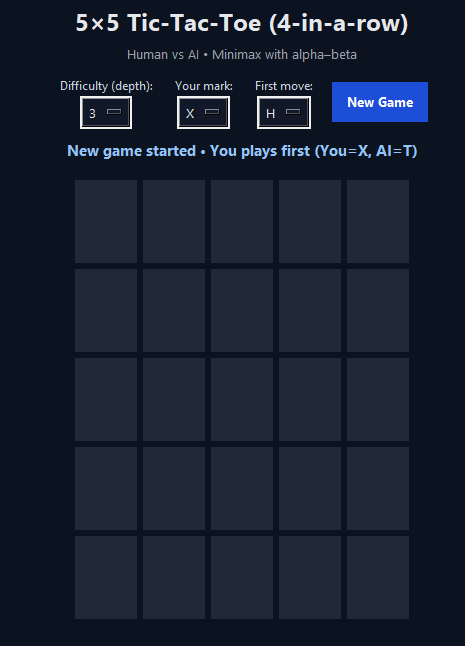 5×5 Tic-Tac-Toe (4-in-a-row)
Human vs AI • Minimax with alpha–beta
Difficulty (depth): Your mark: First move:
3 X H New Game
New game started • You plays first (You=X, AI=T)